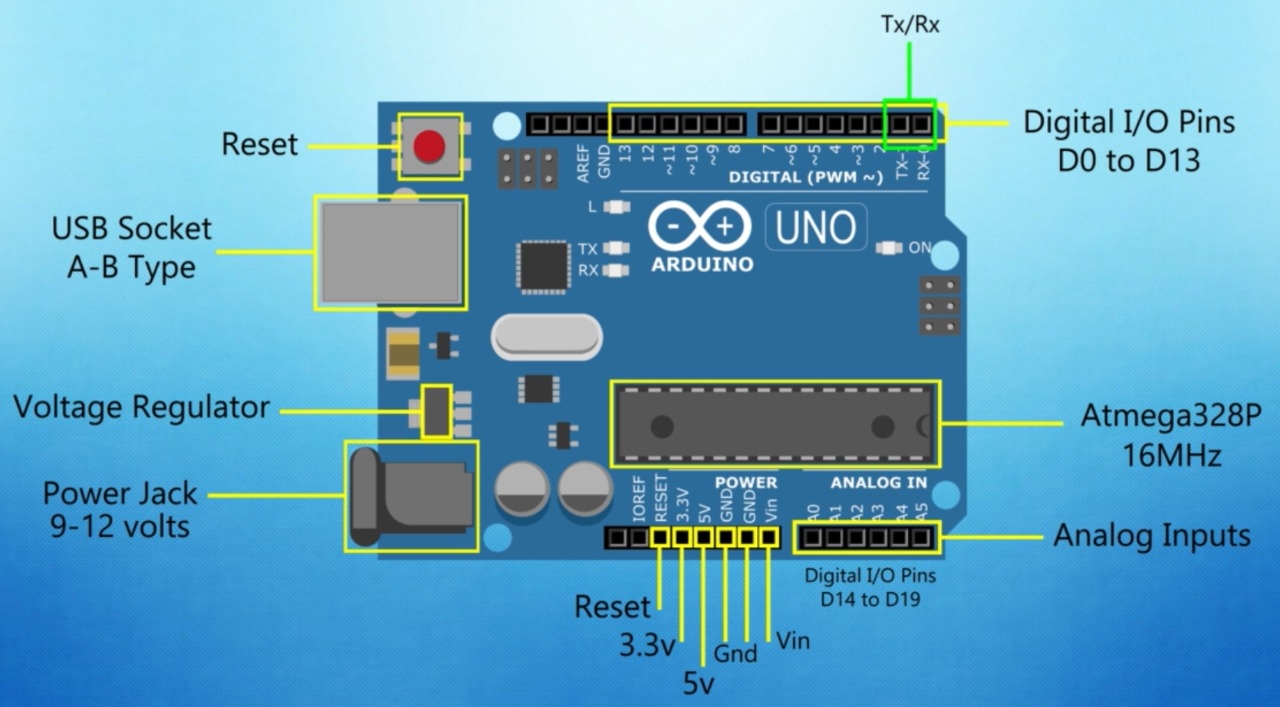 Tx/Rx
Digital I/O Pins
D0 to D13
Reset
USB Socket
A-B Type
Voltage Regulator
Power Jack
9-12 volts
AREF
GND
13
12
~11
~10
~9
8
7
~6
~5
4
~3
2
TX-1
RX-0
DIGITAL (PWM ~)
L
TX
RX
- +
UNO
ARDUINO
ON
Atmega328P
16MHz
POWER
ANALOG IN
IOREF
RESET
3.3V
5V
GND
GND
Vin
A0
A1
A2
A3
A4
A5
Analog Inputs
Digital I/O Pins
D14 to D19
Reset
3.3v
5v
Gnd
Vin